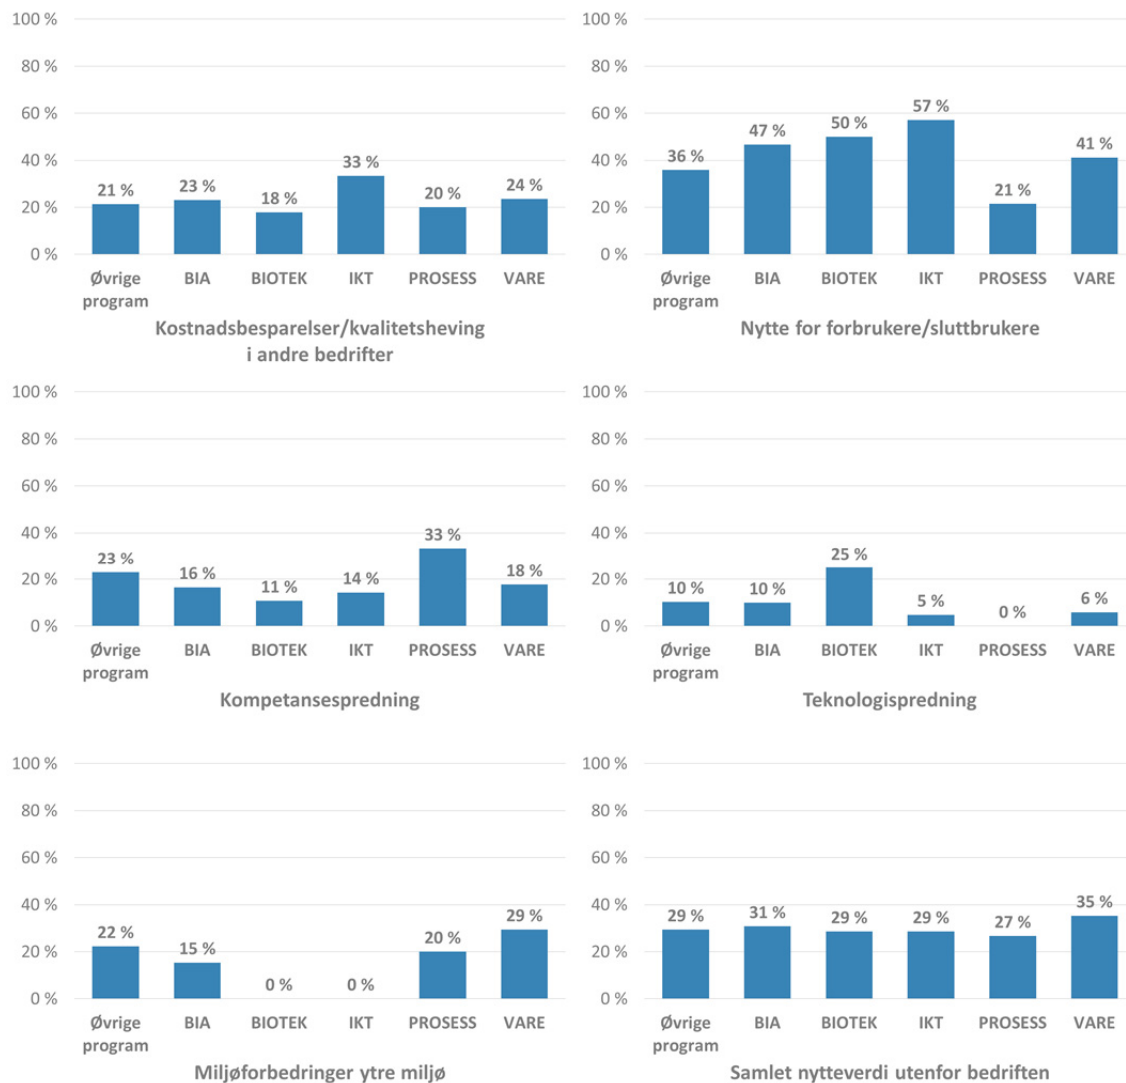 100 %
80 %
60 %
40 %
20 %
0 %
21 %
23 %
18 %
33 %
20 %
24 %
Øvrige program
BIA
BIOTEK
IKT
PROSESS
VARE
Kostnadsbesparelser/kvalitetsheving
i andre bedrifter
100 %
80 %
60 %
40 %
20 %
0 %
36 %
47 %
50 %
57 %
21 %
41 %
Øvrige program
BIA
BIOTEK
IKT
PROSESS
VARE
Nytte for forbrukere/sluttbrukere
100 %
80 %
60 %
40 %
20 %
0 %
23 %
16 %
11 %
14 %
33 %
18 %
Øvrige program
BIA
BIOTEK
IKT
PROSESS
VARE
Kompetansespredning
100 %
80 %
60 %
40 %
20 %
0 %
10 %
10 %
25 %
5 %
0 %
6 %
Øvrige program
BIA
BIOTEK
IKT
PROSESS
VARE
Teknologispredning
100 %
80 %
60 %
40 %
20 %
0 %
22 %
15 %
0 %
0 %
20 %
29 %
Øvrige program
BIA
BIOTEK
IKT
PROSESS
VARE
Miljøforbedringer ytre miljø
100 %
80 %
60 %
40 %
20 %
0 %
29 %
31 %
29 %
29 %
27 %
35 %
Øvrige program
BIA
BIOTEK
IKT
PROSESS
VARE
Samlet nytteverdi utenfor bedriften